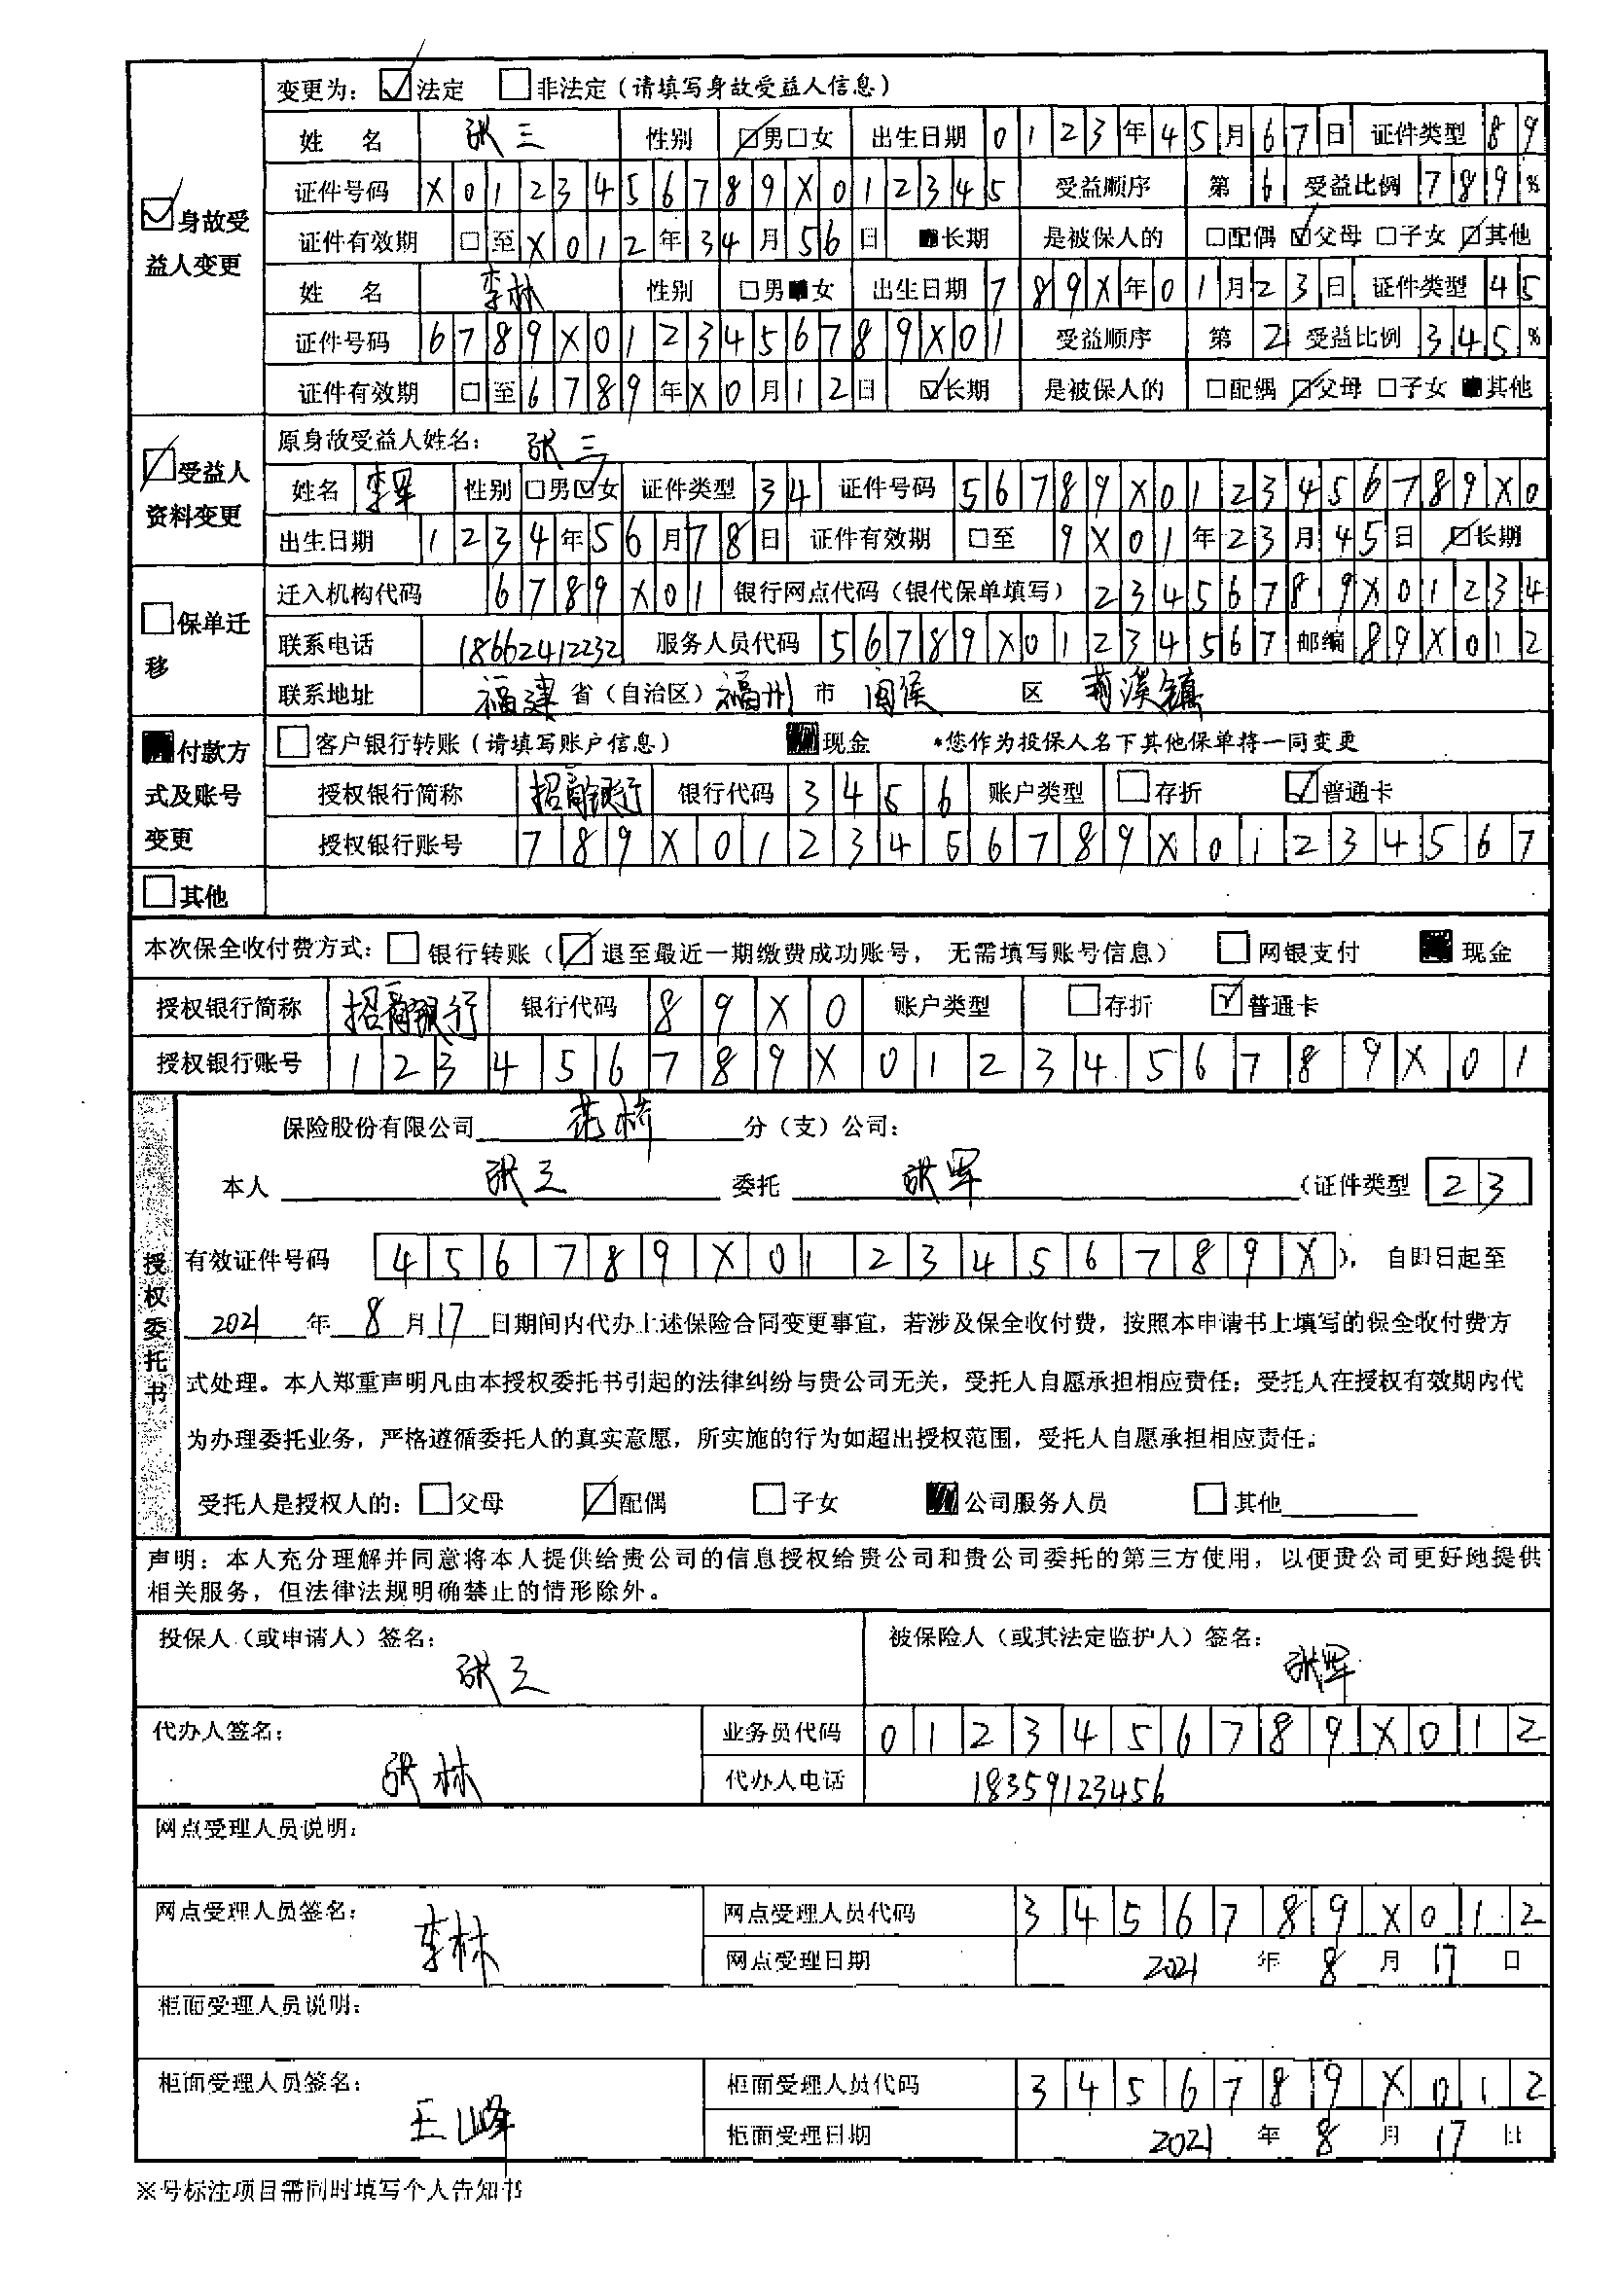 变更为：☑法定 □非法定（请填写身故受益人信息）
☑身故受益人变更
姓 名 张三 性别 ☑男□女 出生日期 0123年45月67日 证件类型 89
证件号码 X0123456789X012345 受益顺序 第6 受益比例 789%
证件有效期 □至X012年34月56日 ■长期 是被保人的 □配偶☑父母□子女☑其他
姓 名 李林 性别 □男■女 出生日期 789X年01月23日 证件类型 45
证件号码 6789X0123456789X01 受益顺序 第2 受益比例 345%
证件有效期 □至6789年X0月12日 ☑长期 是被保人的 □配偶☑父母□子女■其他
☑受益人资料变更
原身故受益人姓名：张三
姓名 李军 性别□男☑女 证件类型 34 证件号码 56789X0123456789X0
出生日期 1234年56月78日 证件有效期 □至 9X01年23月45日 ☑长期
□保单迁移
迁入机构代码 6789X01 银行网点代码（银代保单填写）23456789X01234
联系电话 18662412232 服务人员代码 56789X01234567 邮编 89X012
联系地址 福建省（自治区）福州市 闽侯 区 荆溪镇
■付款方式及账号变更
□客户银行转账（请填写账户信息） ■现金 *您作为投保人名下其他保单将一同变更
授权银行简称 招商银行 银行代码 3456 账户类型 □存折 ☑普通卡
授权银行账号 789X0123456789X01234567
□其他
本次保全收付费方式：□银行转账（☑退至最近一期缴费成功账号， 无需填写账号信息） □网银支付 ■现金
授权银行简称 招商银行 银行代码 89X0 账户类型 □存折 ☑普通卡
授权银行账号 123456789X0123456789X01
授权委托书
保险股份有限公司 花桥 分（支）公司：
本人 张三 委托 张军 （证件类型 23
有效证件号码 456789X0123456789X ）， 自即日起至
2021 年 8 月17 日期间内代办上述保险合同变更事宜，若涉及保全收付费，按照本申请书上填写的保全收付费方
式处理。本人郑重声明凡由本授权委托书引起的法律纠纷与贵公司无关，受托人自愿承担相应责任；受托人在授权有效期内代
为办理委托业务，严格遵循委托人的真实意愿，所实施的行为如超出授权范围，受托人自愿承担相应责任。
受托人是授权人的：□父母 ☑配偶 □子女 ■公司服务人员 □其他
声明：本人充分理解并同意将本人提供给贵公司的信息授权给贵公司和贵公司委托的第三方使用，以便贵公司更好地提供
相关服务，但法律法规明确禁止的情形除外。
投保人（或申请人）签名： 张三 被保险人（或其法定监护人）签名： 张军
代办人签名： 张林 业务员代码 0123456789X012
代办人电话 18359123456
网点受理人员说明：
网点受理人员签名： 李林 网点受理人员代码 3456789X012
网点受理日期 2021 年 8 月 17 日
柜面受理人员说明：
柜面受理人员签名： 王峰 柜面受理人员代码 3456789X012
柜面受理日期 2021 年 8 月 17 日
※号标注项目需同时填写个人告知书